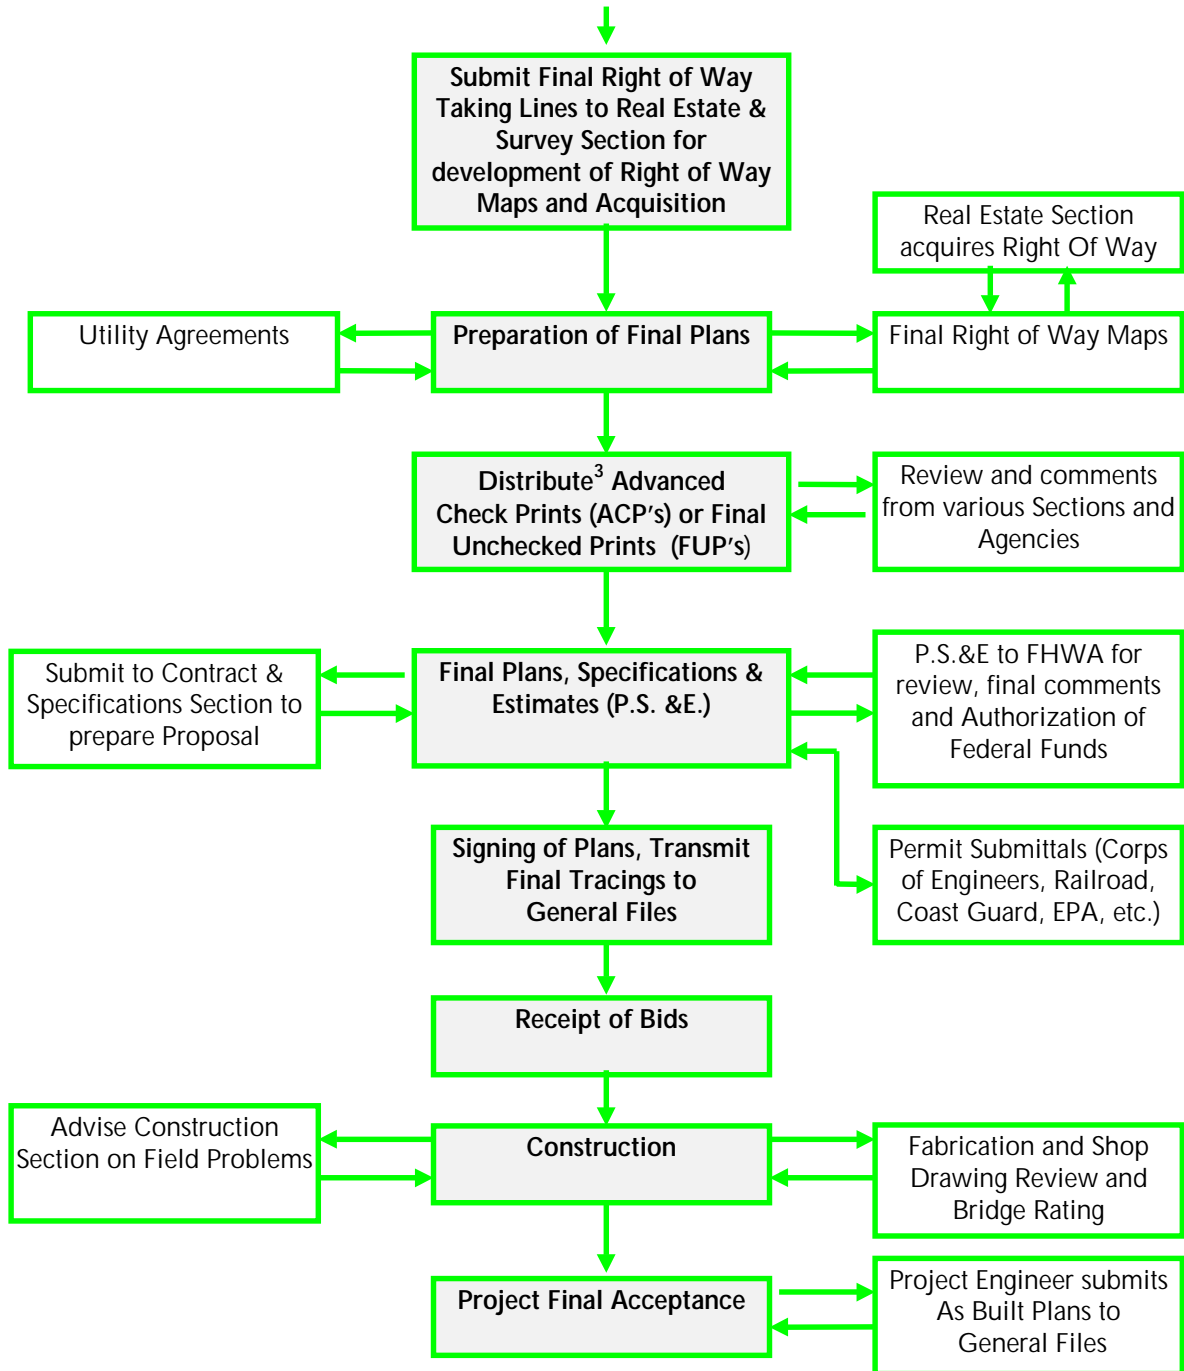 Submit Final Right of Way
Taking Lines to Real Estate &
Survey Section for
development of Right of Way
Maps and Acquisition
Real Estate Section
acquires Right Of Way
Utility Agreements
Preparation of Final Plans
Final Right of Way Maps
Distribute³ Advanced
Check Prints (ACP's) or Final
Unchecked Prints (FUP's)
Review and comments
from various Sections and
Agencies
Submit to Contract &
Specifications Section to
prepare Proposal
Final Plans, Specifications &
Estimates (P.S. &E.)
P.S.&E to FHWA for
review, final comments
and Authorization of
Federal Funds
Signing of Plans, Transmit
Final Tracings to
General Files
Permit Submittals (Corps
of Engineers, Railroad,
Coast Guard, EPA, etc.)
Receipt of Bids
Advise Construction
Section on Field Problems
Construction
Fabrication and Shop
Drawing Review and
Bridge Rating
Project Final Acceptance
Project Engineer submits
As Built Plans to
General Files